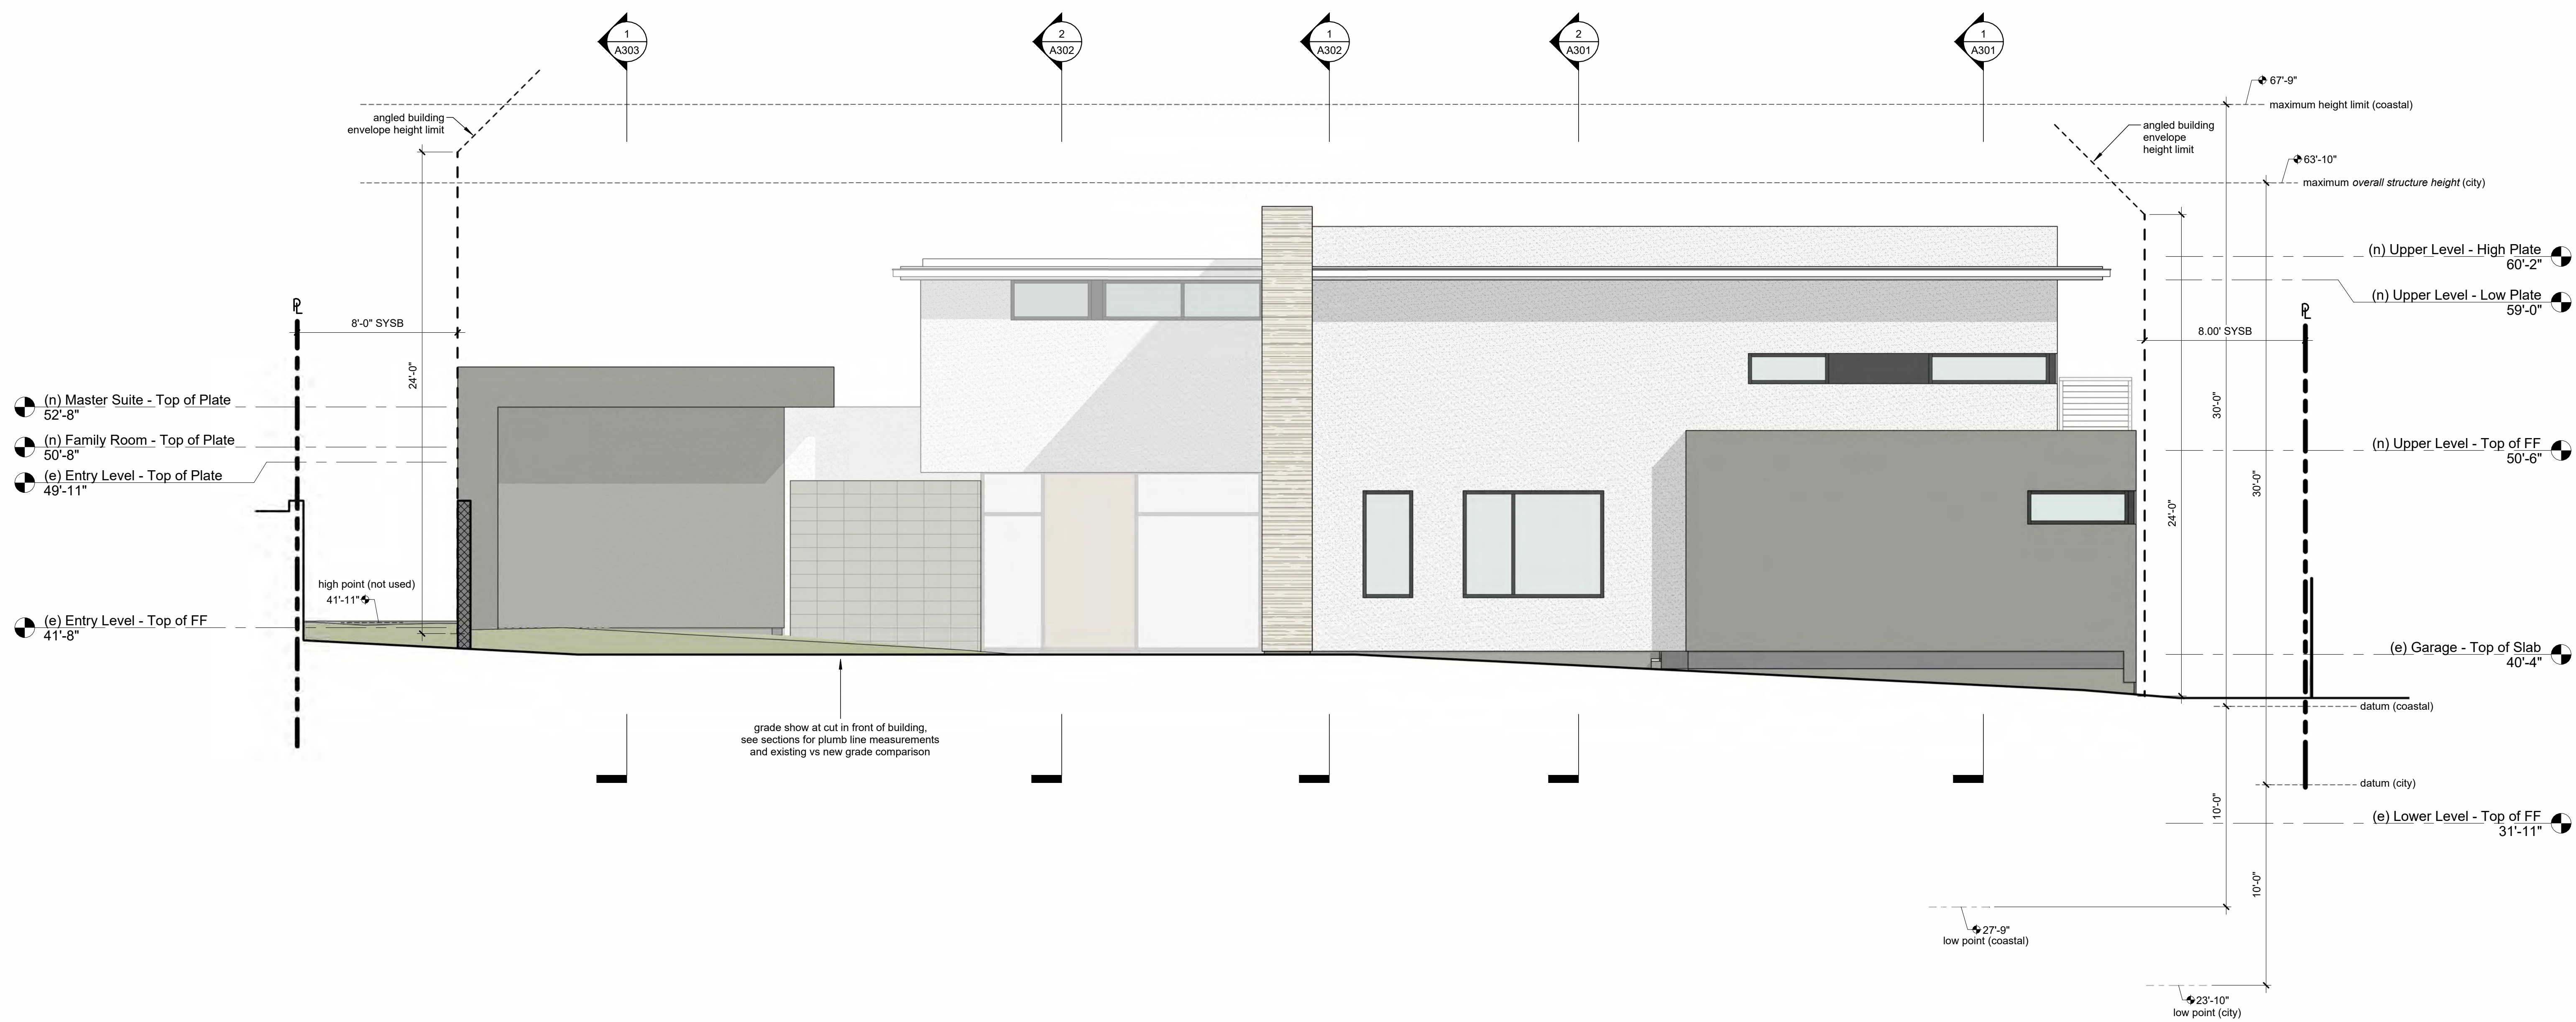 1
A303
2
A302
1
A302
2
A301
1
A301
67'-9"
maximum height limit (coastal)
angled building
envelope height limit
angled building
envelope
height limit
63'-10"
maximum overall structure height (city)
(n) Upper Level - High Plate
60'-2"
(n) Upper Level - Low Plate
59'-0"
PL
8'-0" SYSB
24'-0"
PL
8.00' SYSB
30'-0"
(n) Master Suite - Top of Plate
52'-8"
(n) Family Room - Top of Plate
50'-8"
(e) Entry Level - Top of Plate
49'-11"
(n) Upper Level - Top of FF
50'-6"
30'-0"
24'-0"
high point (not used)
41'-11"
(e) Entry Level - Top of FF
41'-8"
(e) Garage - Top of Slab
40'-4"
datum (coastal)
grade show at cut in front of building,
see sections for plumb line measurements
and existing vs new grade comparison
datum (city)
10'-0"
(e) Lower Level - Top of FF
31'-11"
10'-0"
27'-9"
low point (coastal)
23'-10"
low point (city)